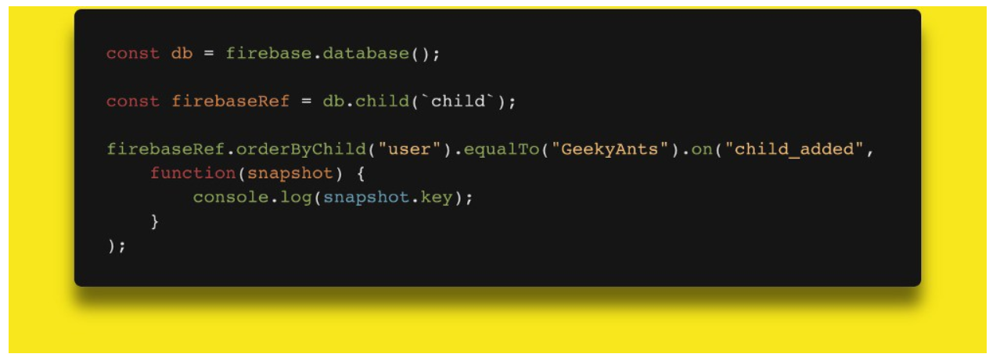 const db = firebase.database();
const firebaseRef = db.child(`child`);
firebaseRef.orderByChild("user").equalTo("GeekyAnts").on("child_added",
    function(snapshot) {
        console.log(snapshot.key);
    }
);